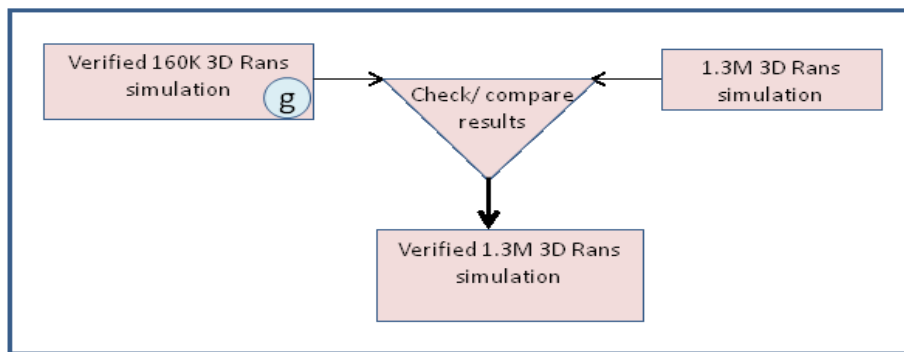 Verified 160K 3D Rans
simulation
g
Check/ compare
results
1.3M 3D Rans
simulation
Verified 1.3M 3D Rans
simulation